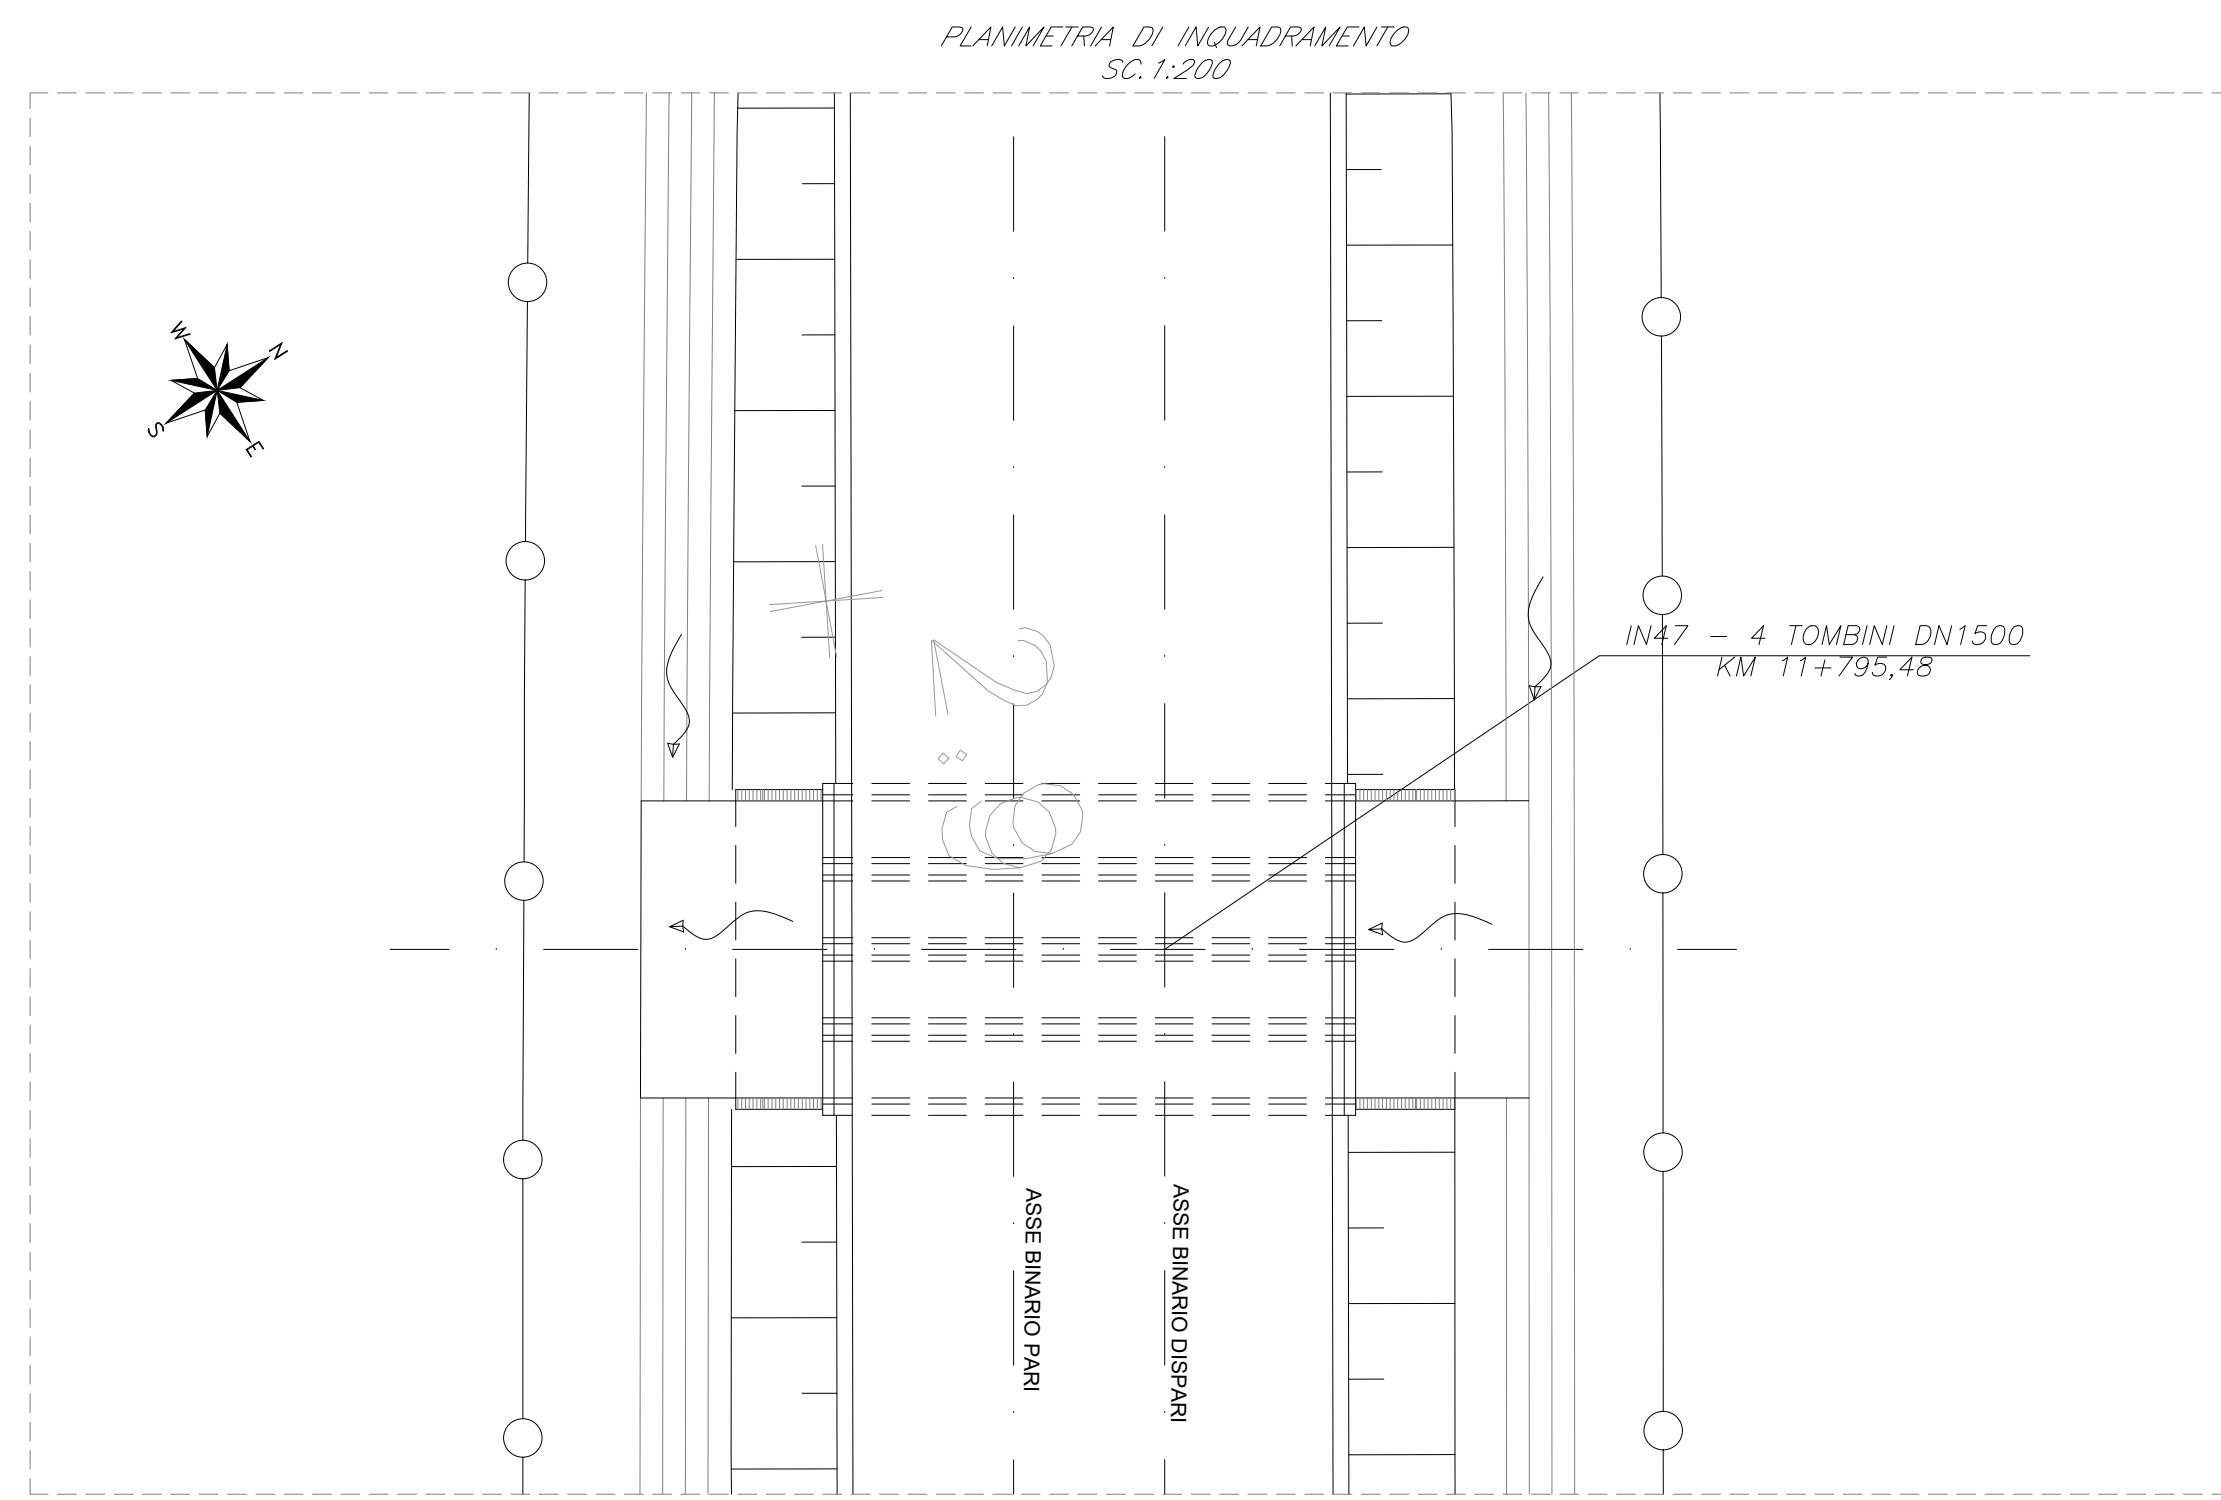 PLANIMETRIA DI INQUADRAMENTO
SC.1:200
W
N
S
E
IN47 - 4 TOMBINI DN1500
KM 11+795,48
ASSE BINARIO PARI
ASSE BINARIO DISPARI